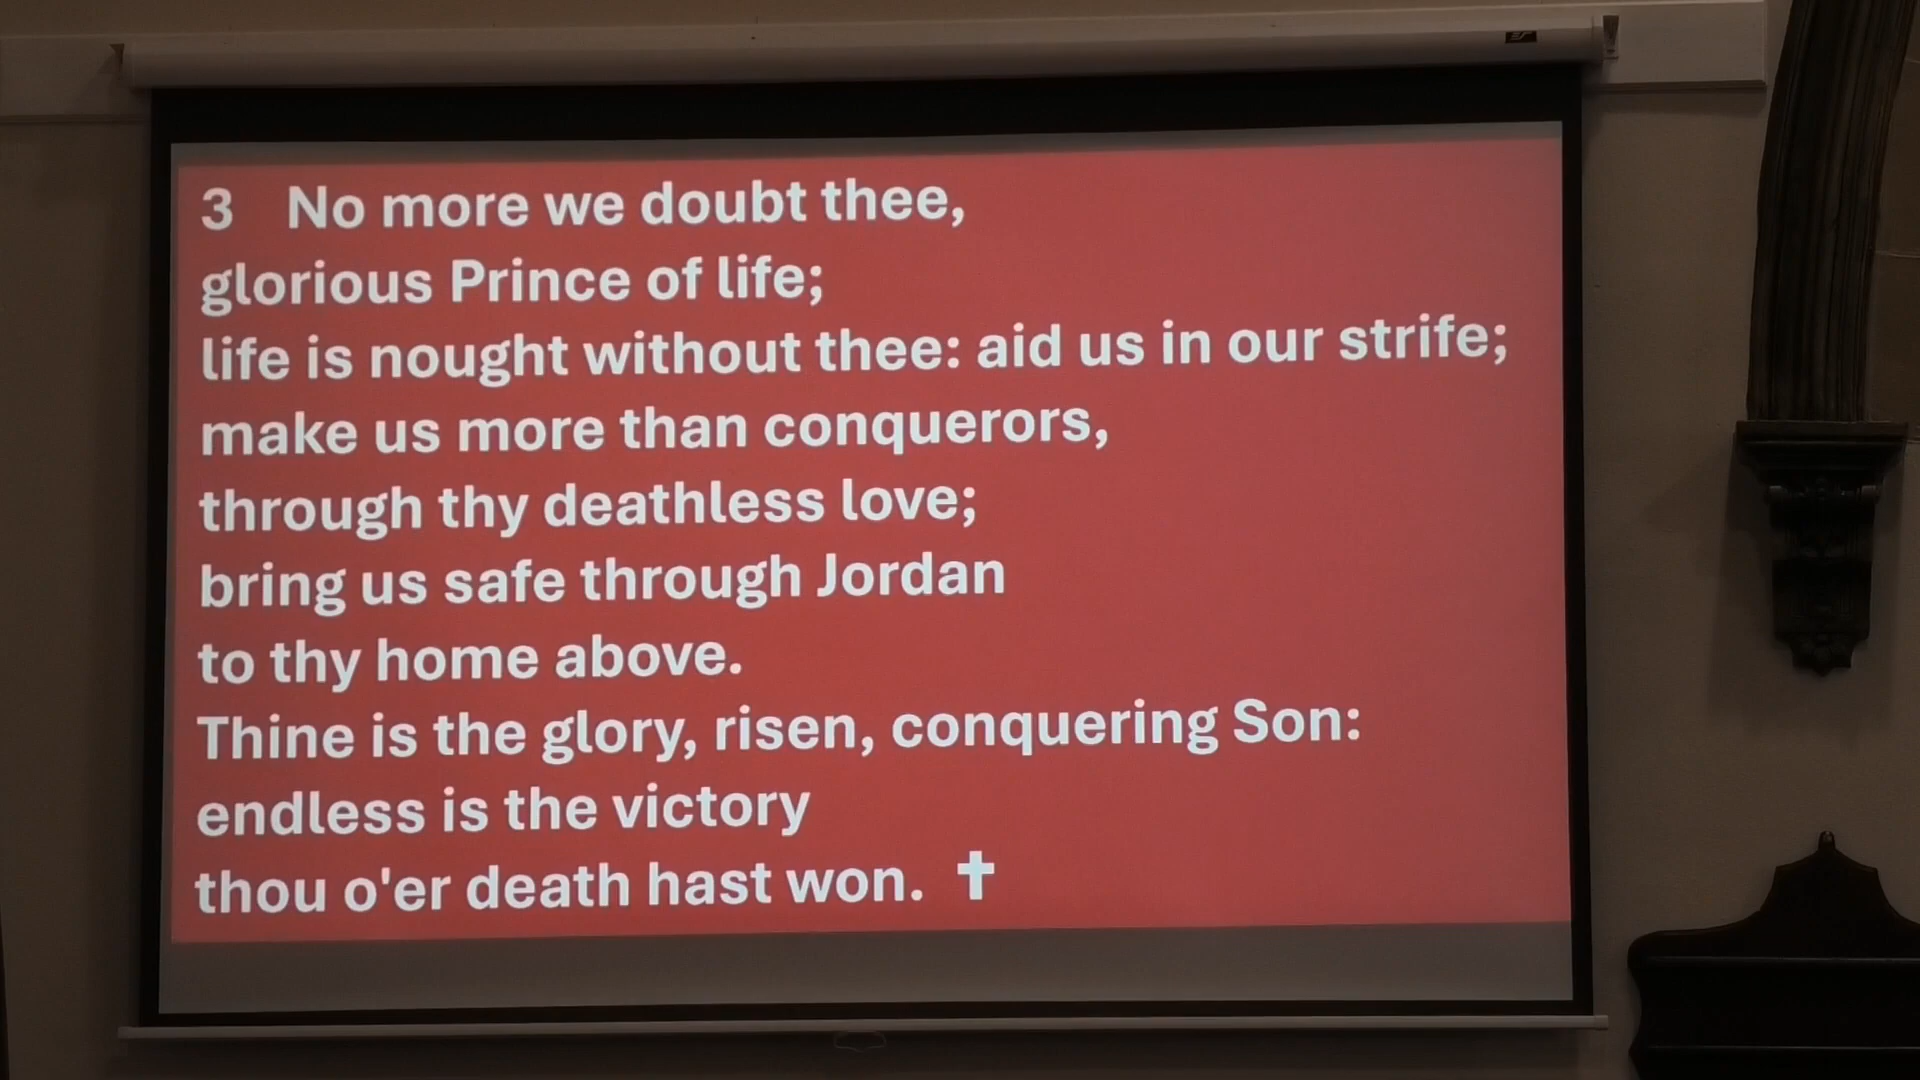 3 No more we doubt thee,
glorious Prince of life;
life is nought without thee: aid us in our strife;
make us more than conquerors,
through thy deathless love;
bring us safe through Jordan
to thy home above.
Thine is the glory, risen, conquering Son:
endless is the victory
thou o'er death hast won. ✝